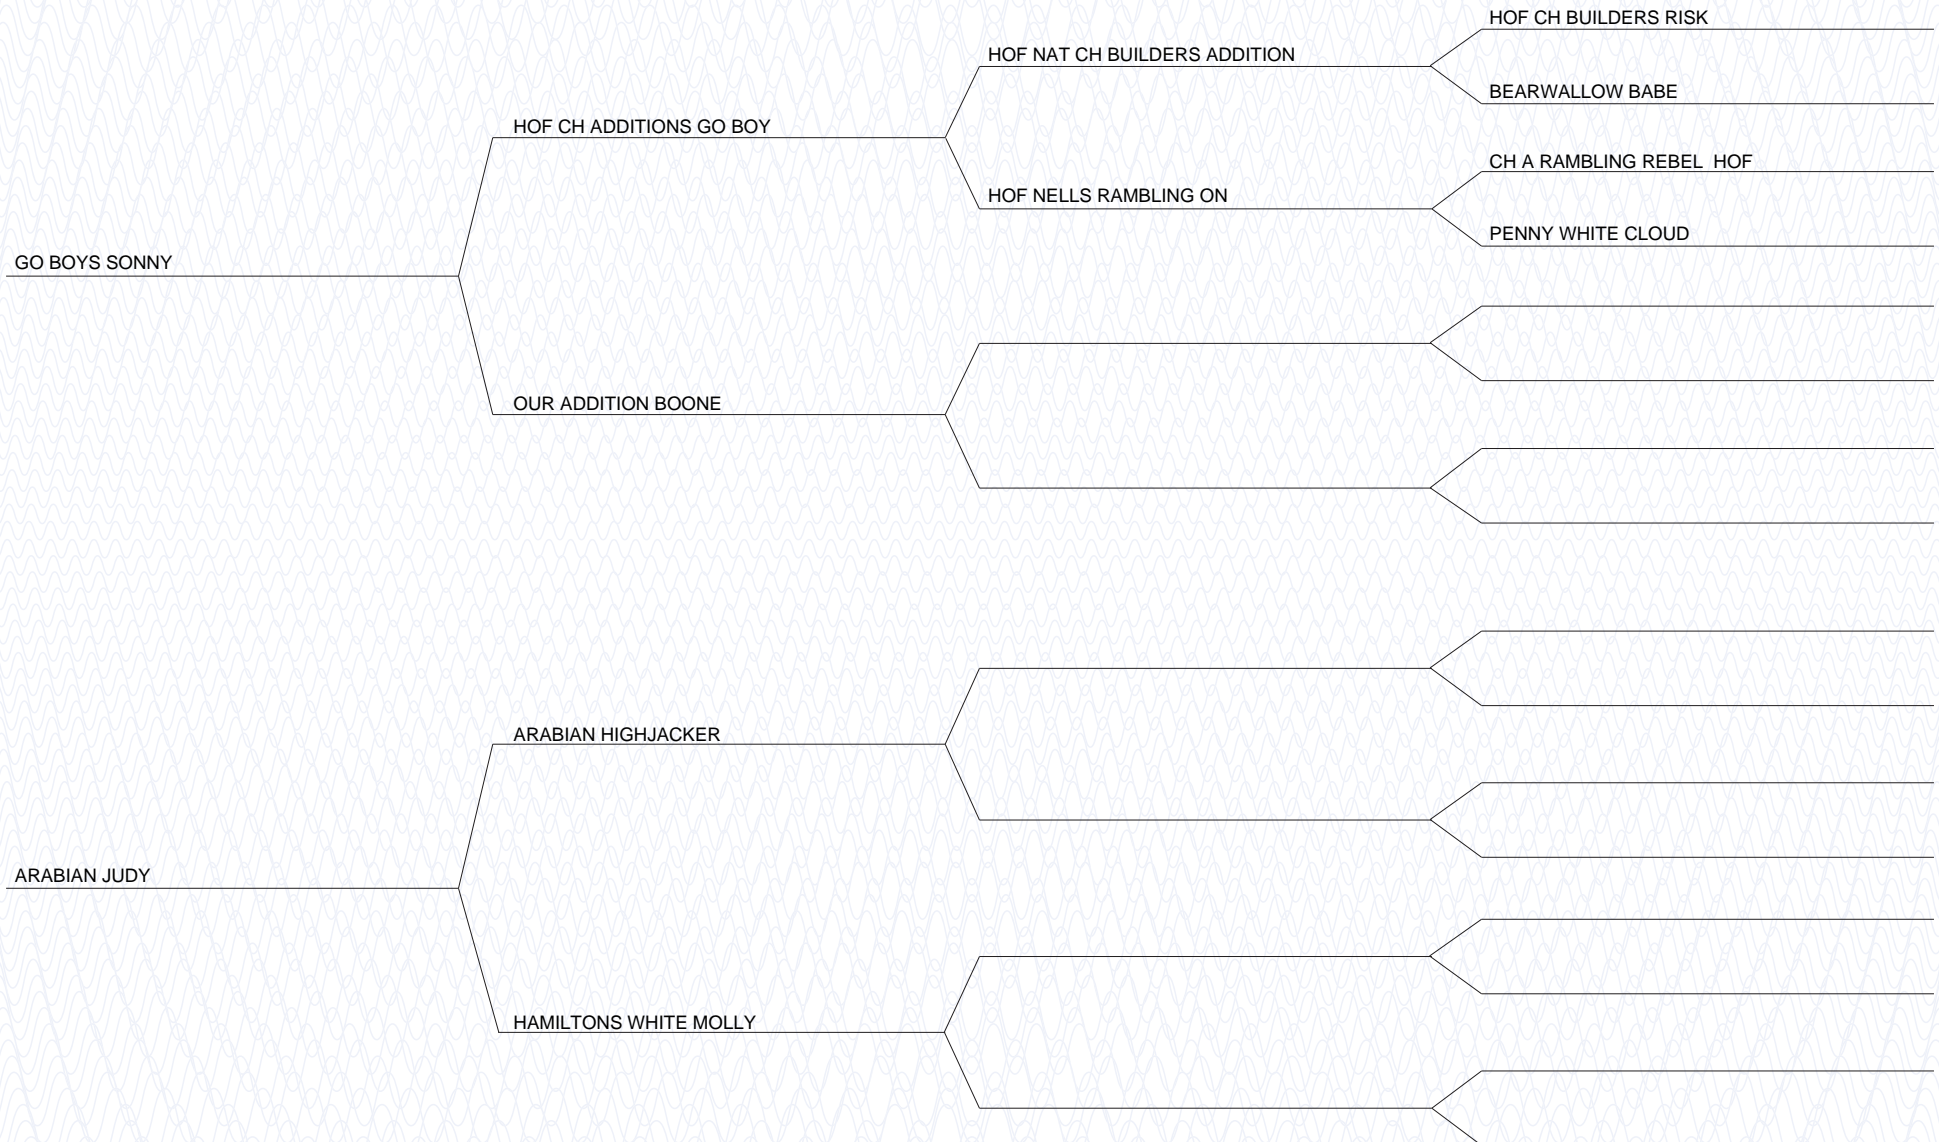 HOF CH BUILDERS RISK
HOF NAT CH BUILDERS ADDITION
BEARWALLOW BABE
HOF CH ADDITIONS GO BOY
CH A RAMBLING REBEL  HOF
HOF NELLS RAMBLING ON
PENNY WHITE CLOUD
GO BOYS SONNY
OUR ADDITION BOONE
ARABIAN HIGHJACKER
ARABIAN JUDY
HAMILTONS WHITE MOLLY